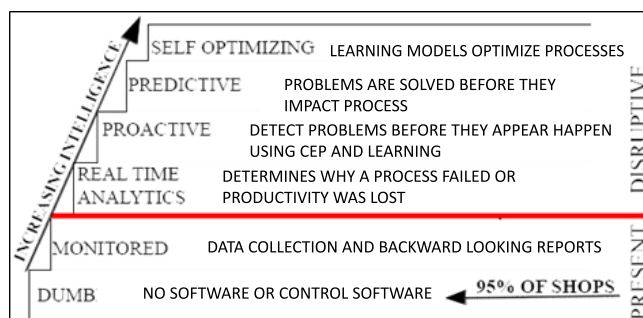 SELF OPTIMIZING LEARNING MODELS OPTIMIZE PROCESSES
PREDICTIVE PROBLEMS ARE SOLVED BEFORE THEY
IMPACT PROCESS
PROACTIVE DETECT PROBLEMS BEFORE THEY APPEAR HAPPEN
USING CEP AND LEARNING
REAL TIME DETERMINES WHY A PROCESS FAILED OR
ANALYTICS PRODUCTIVITY WAS LOST
MONITORED DATA COLLECTION AND BACKWARD LOOKING REPORTS
DUMB NO SOFTWARE OR CONTROL SOFTWARE 95% OF SHOPS
INCREASING INTELLIGENCE
DISRUPTIVE
PRESENT